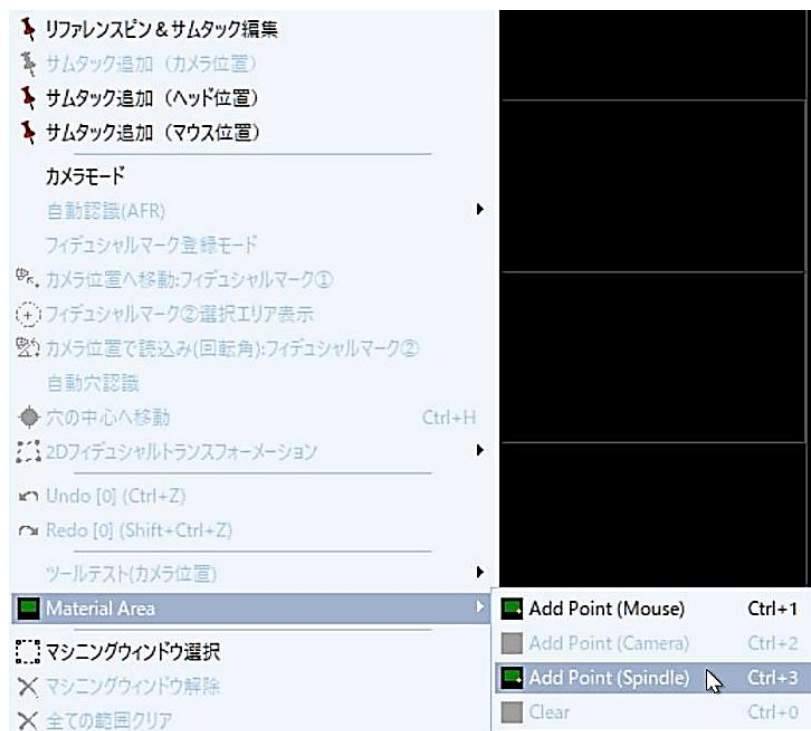 リファレンスピン＆サムタック編集
サムタック追加（カメラ位置）
サムタック追加（ヘッド位置）
サムタック追加（マウス位置）
カメラモード
自動認識(AFR)
フィデュシャルマーク登録モード
カメラ位置へ移動:フィデュシャルマーク①
フィデュシャルマーク②選択エリア表示
カメラ位置で読込み(回転角):フィデュシャルマーク②
自動穴認識
穴の中心へ移動 Ctrl+H
2Dフィデュシャルトランスフォーメーション
Undo [0] (Ctrl+Z)
Redo [0] (Shift+Ctrl+Z)
ツールテスト(カメラ位置)
Material Area
Add Point (Mouse) Ctrl+1
Add Point (Camera) Ctrl+2
Add Point (Spindle) Ctrl+3
Clear Ctrl+0
マシニングウィンドウ選択
マシニングウィンドウ解除
全ての範囲クリア